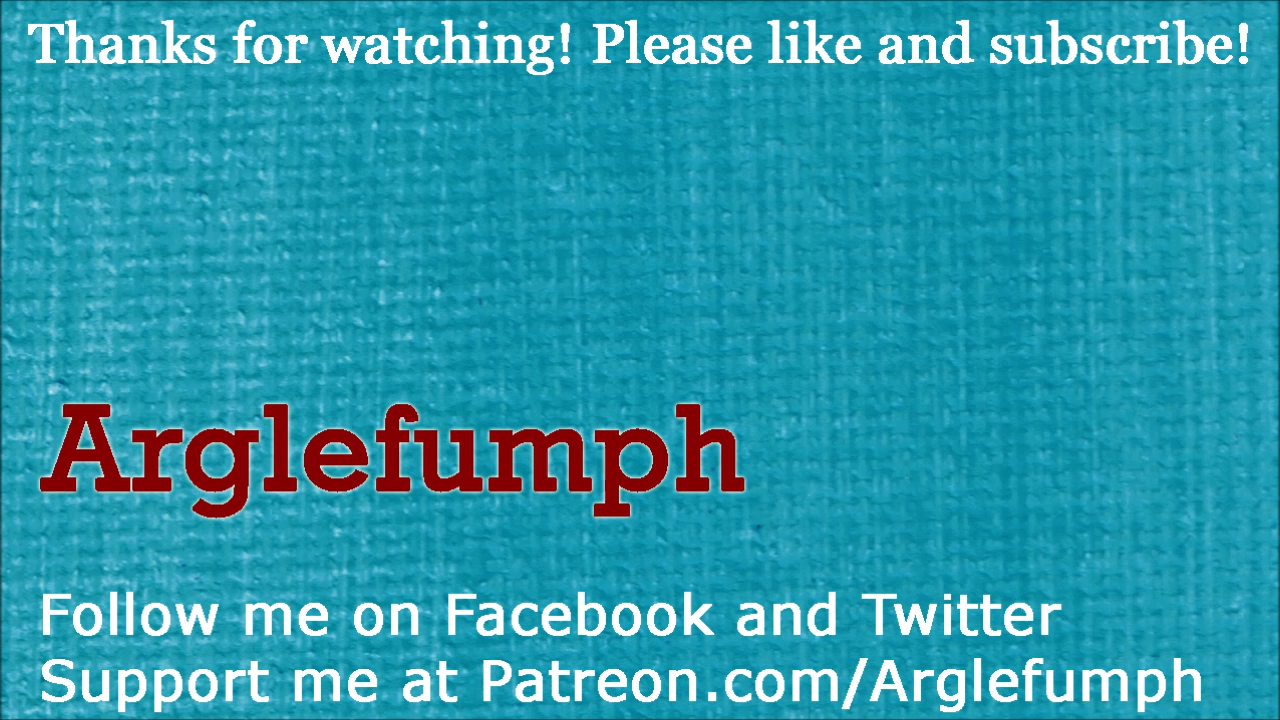 Thanks for watching! Please like and subscribe!
Arglefumph
Follow me on Facebook and Twitter
Support me at Patreon.com/Arglefumph